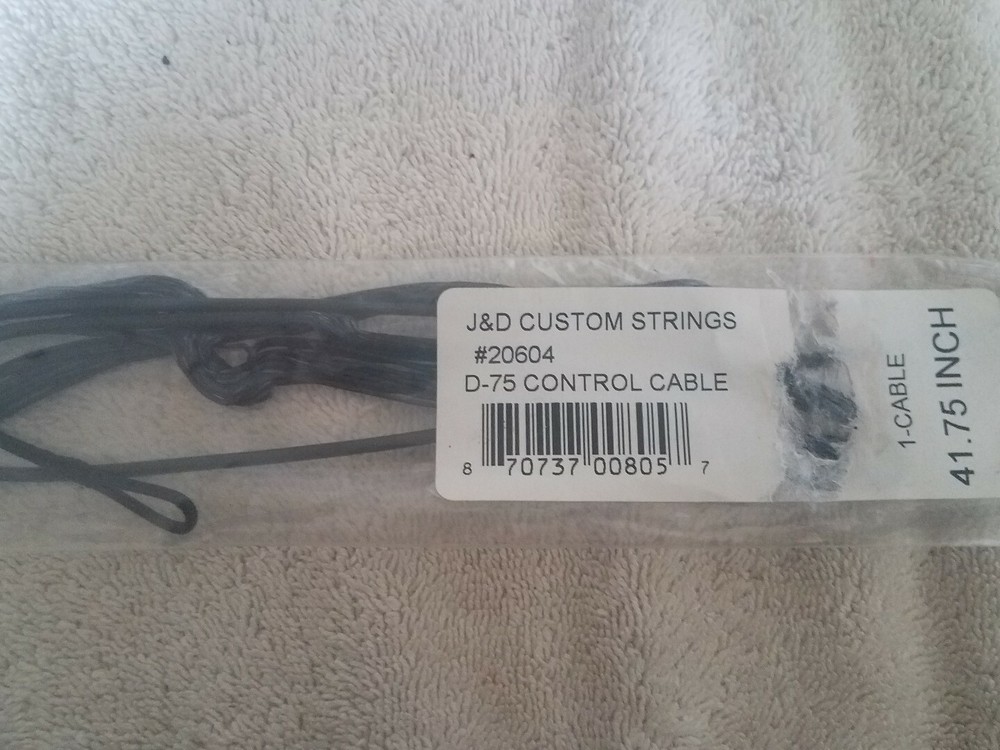 J&D CUSTOM STRINGS
#20604
D-75 CONTROL CABLE
8 70737 00805 7
1-CABLE
41.75 INCH